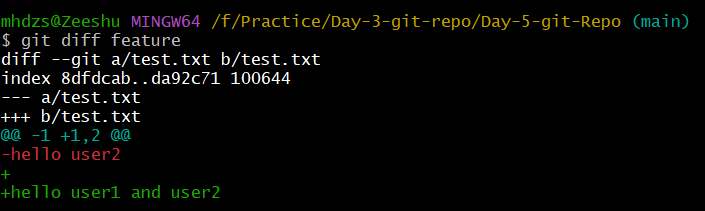 mhdzs@Zeeshu MINGW64 /f/Practice/Day-3-git-repo/Day-5-git-Repo (main)
$ git diff feature
diff --git a/test.txt b/test.txt
index 8dfdcab..da92c71 100644
--- a/test.txt
+++ b/test.txt
@@ -1 +1,2 @@
-hello user2
+
+hello user1 and user2